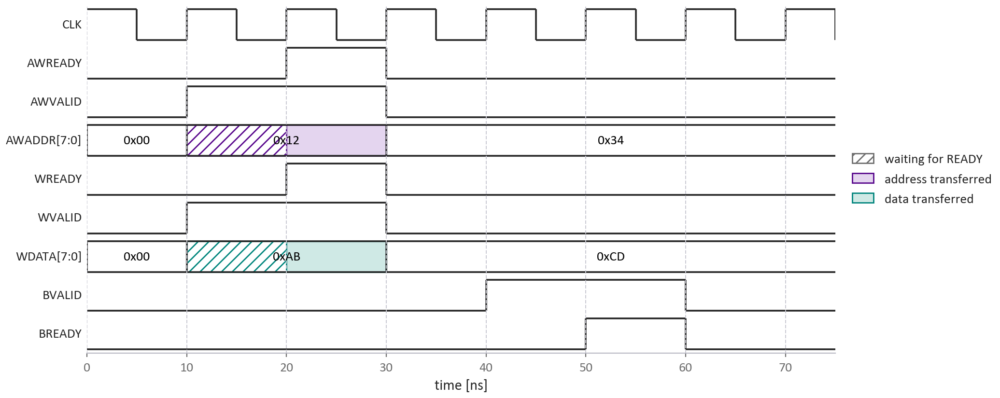 CLK
AWREADY
AWVALID
AWADDR[7:0] 0x00 0x12 0x34
WREADY
WVALID
WDATA[7:0] 0x00 0xAB 0xCD
BVALID
BREADY
0 10 20 30 40 50 60 70
time [ns]
waiting for READY
address transferred
data transferred